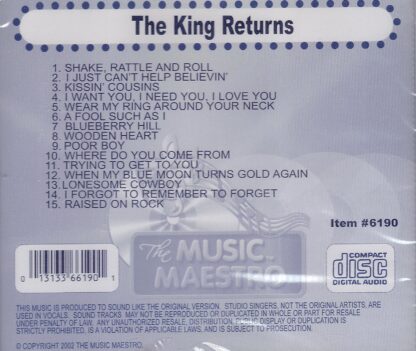 The King Returns
1. SHAKE, RATTLE AND ROLL
2. I JUST CAN'T HELP BELIEVIN'
3. KISSIN' COUSINS
4. I WANT YOU, I NEED YOU, I LOVE YOU
5. WEAR MY RING AROUND YOUR NECK
6. A FOOL SUCH AS I
7 BLUEBERRY HILL
8. WOODEN HEART
9. POOR BOY
10. WHERE DO YOU COME FROM
11. TRYING TO GET TO YOU
12. WHEN MY BLUE MOON TURNS GOLD AGAIN
13. LONESOME COWBOY
14. I FORGOT TO REMEMBER TO FORGET
15. RAISED ON ROCK
Item #6190
The MUSIC
MAESTRO
COMPACT
disc
DIGITAL AUDIO
0 13133 66190 1
THIS MUSIC IS PRODUCED TO SOUND LIKE THE ORIGINAL VERSION. STUDIO SINGERS, NOT THE ORIGINAL ARTISTS, ARE
USED IN VOCALS. SOUND TRACKS MAY NOT BE REPRODUCED OR DUPLICATED IN WHOLE OR PART FOR RESALE
UNDER PENALTY OF LAW. ANY UNAUTHORIZED RESALE, DISTRIBUTION, PUBLIC DISPLAY OR DUPLICATION IS
STRICTLY PROHIBITED, IS A VIOLATION OF APPLICABLE LAWS, AND IS SUBJECT TO PROSECUTION.
© COPYRIGHT 2002 THE MUSIC MAESTRO.